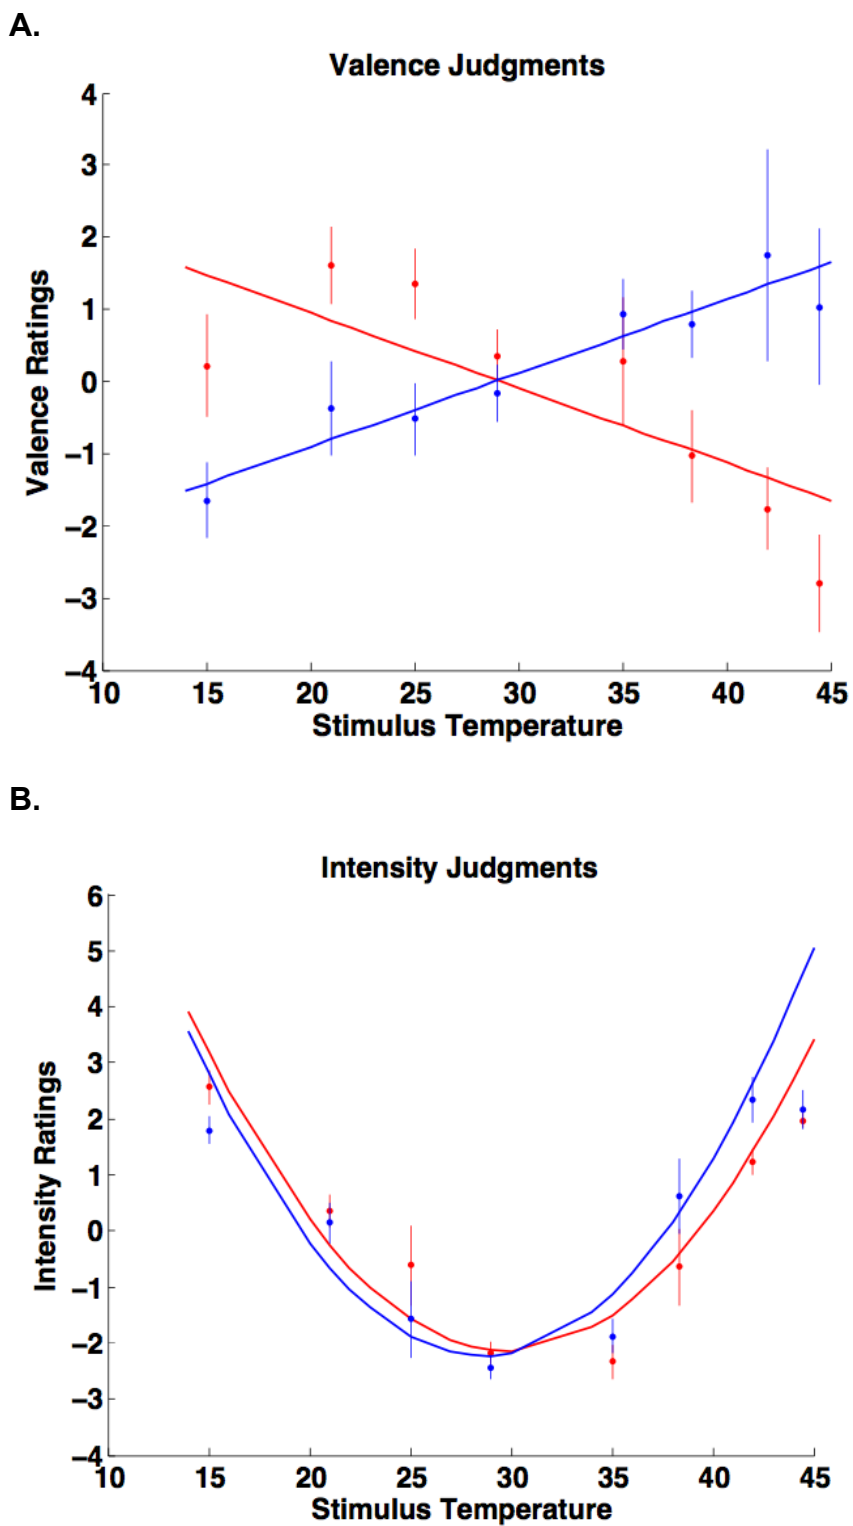 A.
Valence Judgments
4
3
2
1
0
−1
−2
−3
−4
Valence Ratings
10 15 20 25 30 35 40 45
Stimulus Temperature
B.
Intensity Judgments
6
5
4
3
2
1
0
−1
−2
−3
−4
Intensity Ratings
10 15 20 25 30 35 40 45
Stimulus Temperature